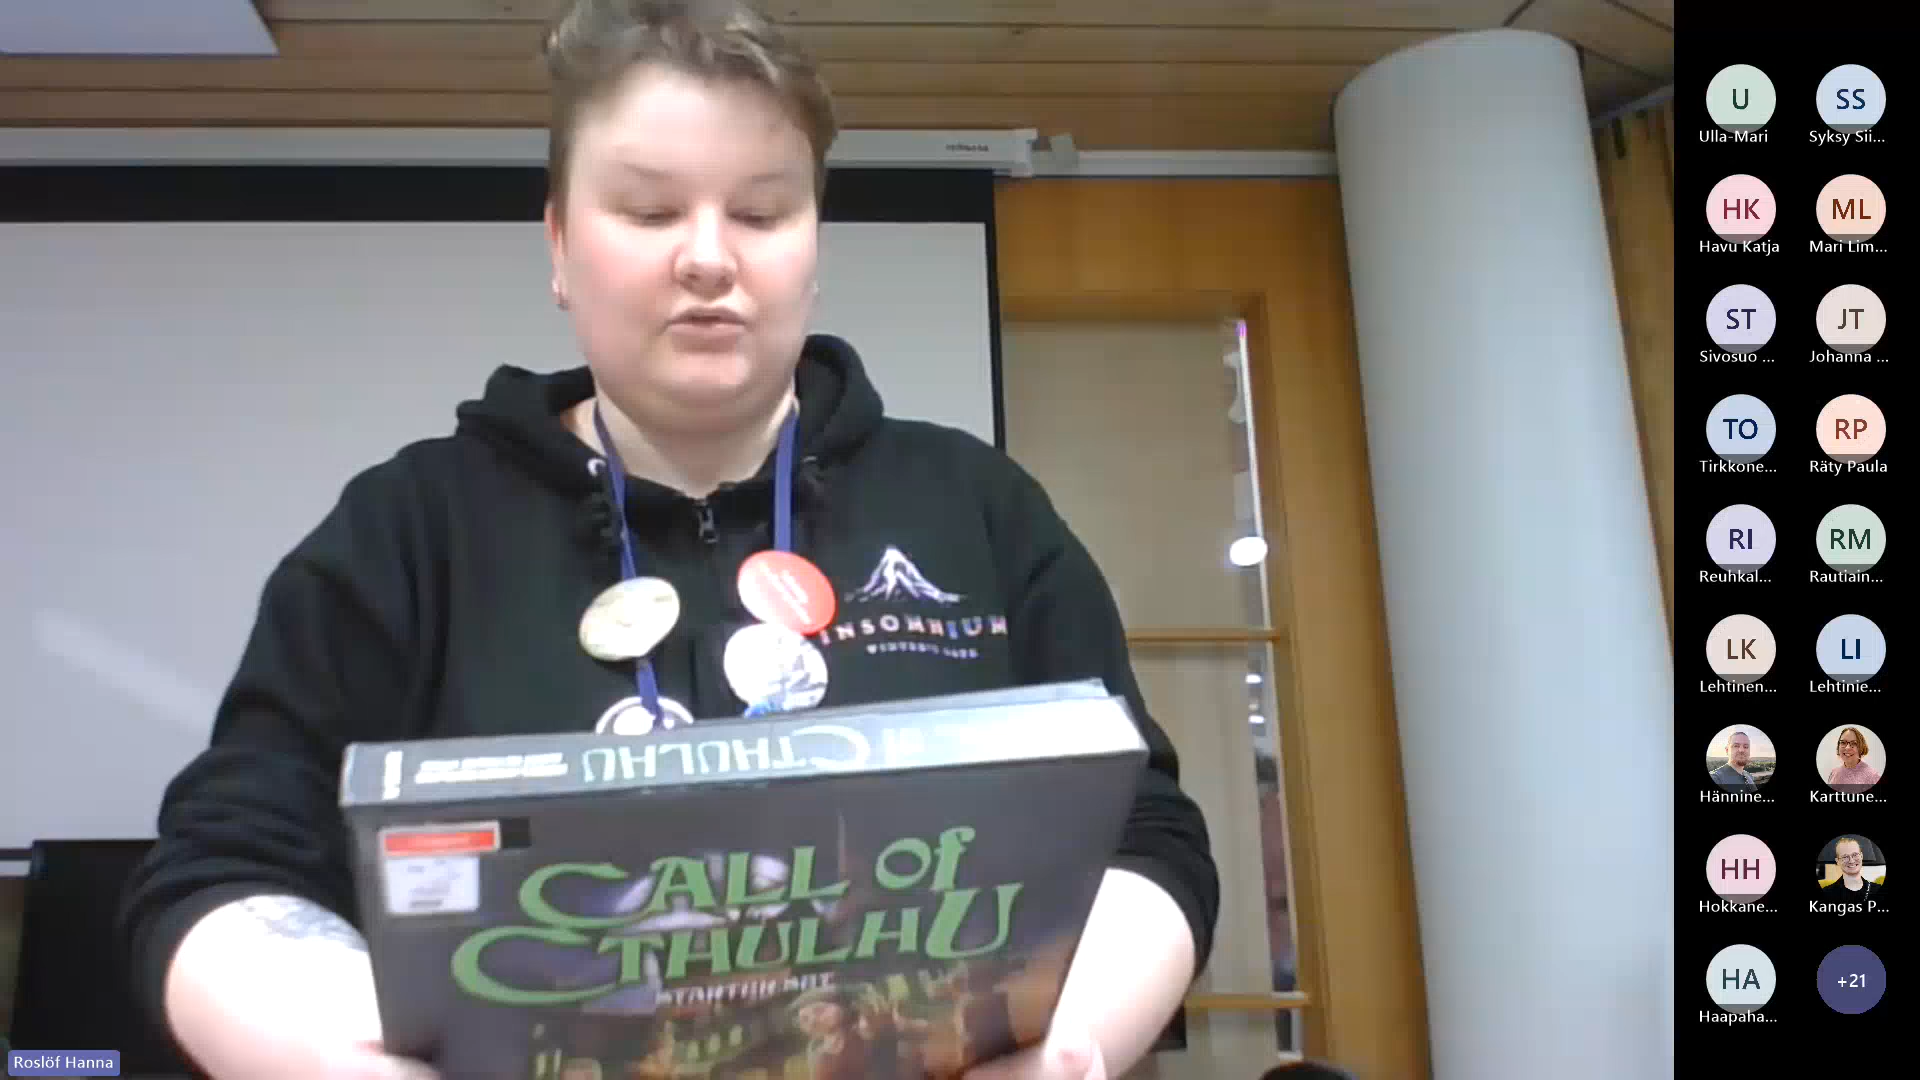 INSOMNIUM
WINTER'S GATE
CTHULHU
CALL of
CTHULHU
Roslöf Hanna
U
Ulla-Mari
SS
Syksy Sii...
HK
Havu Katja
ML
Mari Lim...
ST
Sivosuo ...
JT
Johanna ...
TO
Tirkkone...
RP
Räty Paula
RI
Reuhkal...
RM
Rautiain...
LK
Lehtinen...
LI
Lehtinie...
Hännine...
Karttune...
HH
Hokkane...
Kangas P...
HA
Haapaha...
+21